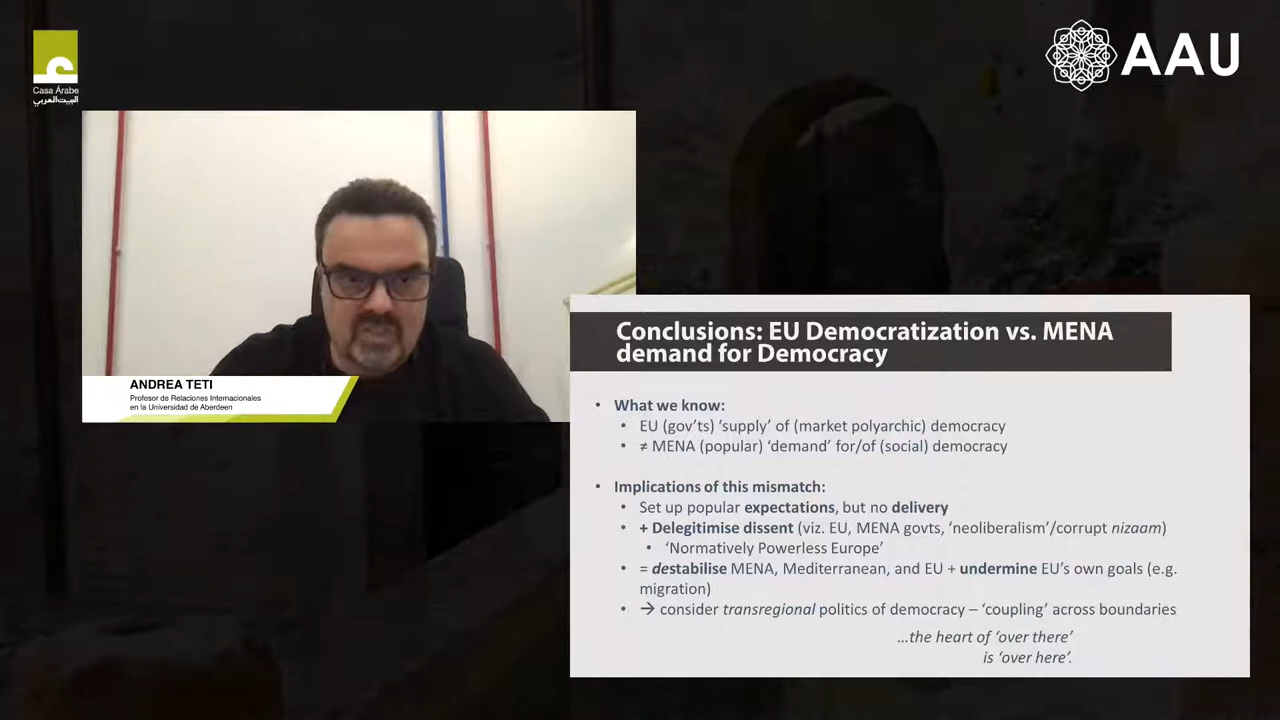 Casa Árabe
البيت العربي
AAU
ANDREA TETI
Profesor de Relaciones Internacionales
en la Universidad de Aberdeen
Conclusions: EU Democratization vs. MENA
demand for Democracy
• What we know:
• EU (gov'ts) ‘supply’ of (market polyarchic) democracy
• ≠ MENA (popular) ‘demand’ for/of (social) democracy
• Implications of this mismatch:
• Set up popular expectations, but no delivery
• + Delegitimise dissent (viz. EU, MENA govts, ‘neoliberalism’/corrupt nizaam)
• ‘Normatively Powerless Europe’
• = destabilise MENA, Mediterranean, and EU + undermine EU’s own goals (e.g.
migration)
• → consider transregional politics of democracy – ‘coupling’ across boundaries
…the heart of ‘over there’
is ‘over here’.